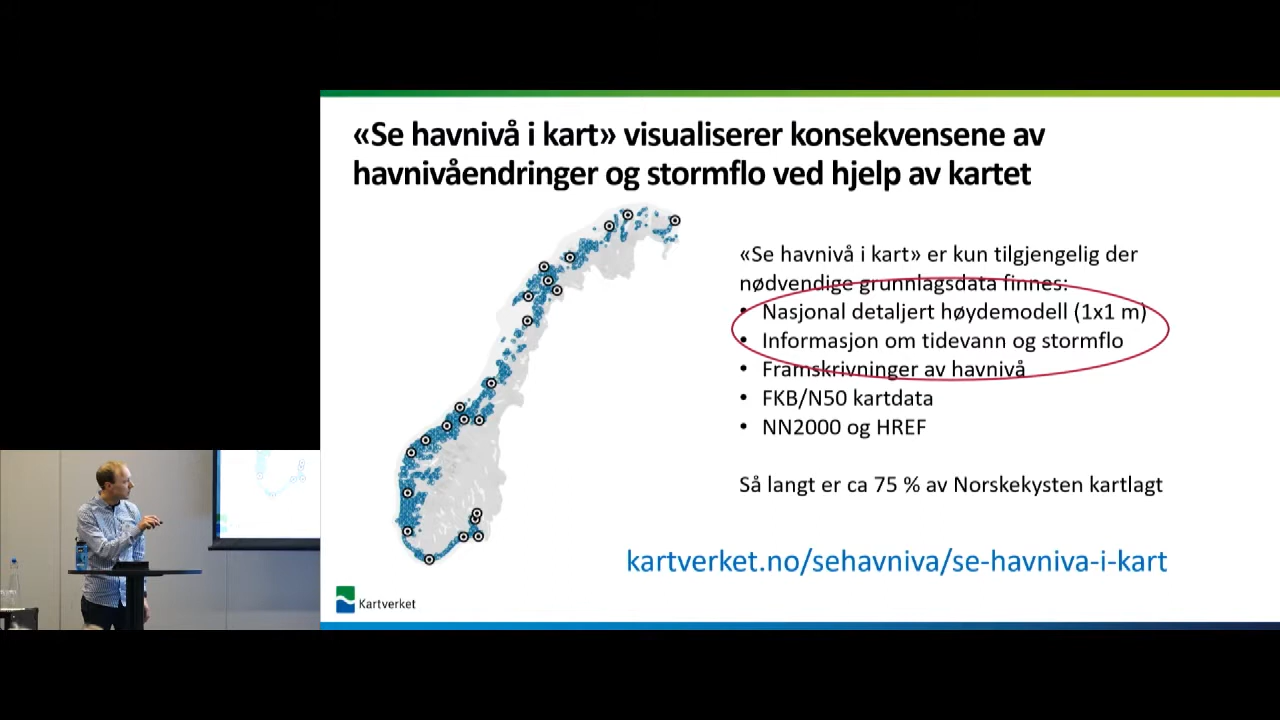 «Se havnivå i kart» visualiserer konsekvensene av
havnivåendringer og stormflo ved hjelp av kartet
«Se havnivå i kart» er kun tilgjengelig der
nødvendige grunnlagsdata finnes:
• Nasjonal detaljert høydemodell (1x1 m)
• Informasjon om tidevann og stormflo
• Framskrivninger av havnivå
• FKB/N50 kartdata
• NN2000 og HREF
Så langt er ca 75 % av Norskekysten kartlagt
kartverket.no/sehavniva/se-havniva-i-kart
Kartverket